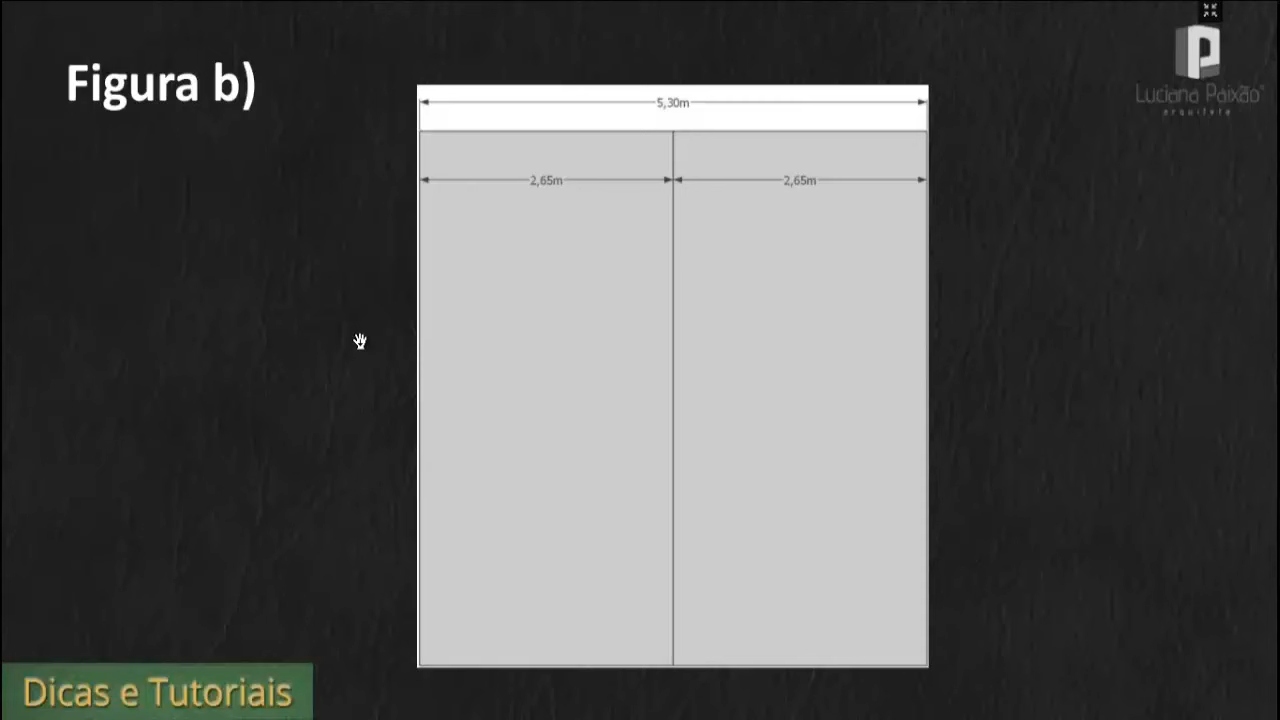 Figura b)
Luciana Paixão
arquiteta
5,30m
2,65m
2,65m
Dicas e Tutoriais